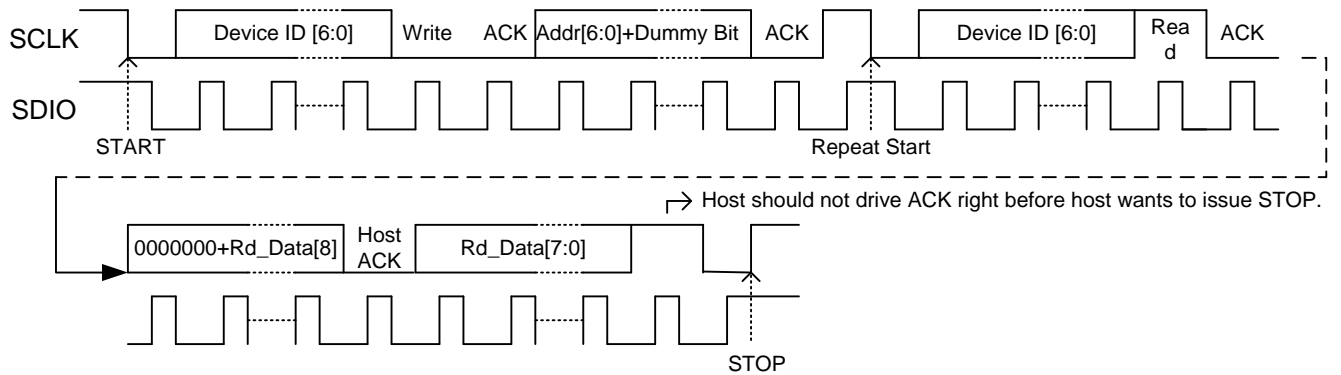 SCLK
Device ID [6:0]
Write
ACK
Addr[6:0]+Dummy Bit
ACK
Device ID [6:0]
Rea
d
ACK
SDIO
START
Repeat Start
Host should not drive ACK right before host wants to issue STOP.
0000000+Rd_Data[8]
Host
ACK
Rd_Data[7:0]
STOP